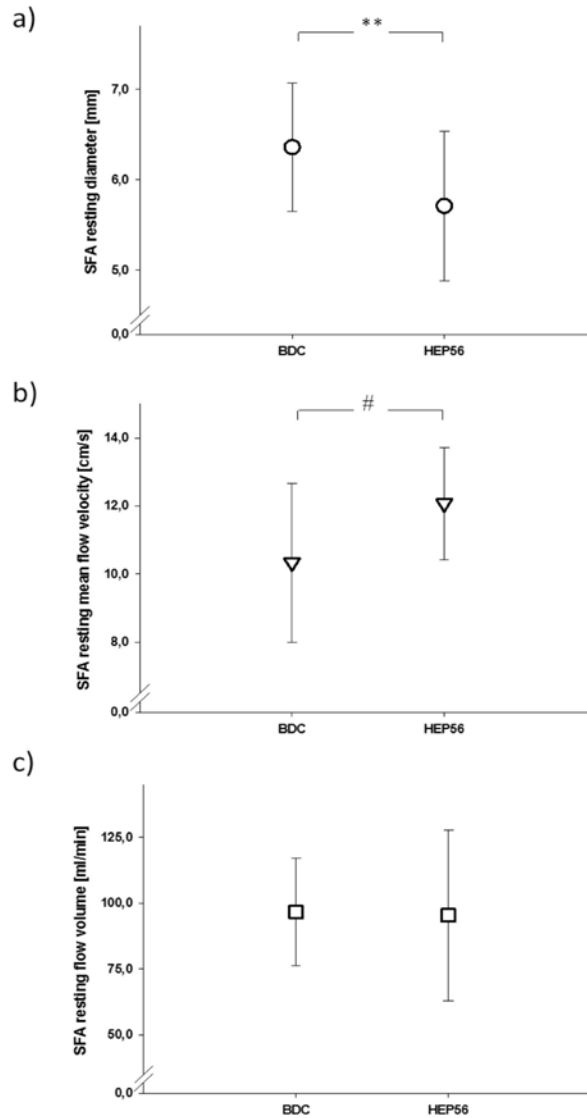 a)
**
SFA resting diameter [mm]
7,0
6,0
5,0
0,0
BDC HEP56
b)
#
SFA resting mean flow velocity [cm/s]
14,0
12,0
10,0
8,0
0,0
BDC HEP56
c)
SFA resting flow volume [ml/min]
125,0
100,0
75,0
50,0
0,0
BDC HEP56